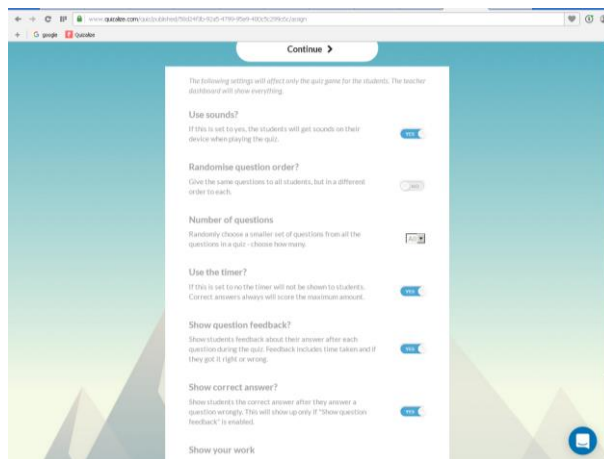 www.quizalize.com
google Quizalize
Continue
The following settings will affect only the quiz game for the students. The teacher
dashboard will show everything.
Use sounds?
If this is set to yes, the students will get sounds on their
device when playing the quiz.
YES
Randomise question order?
Give the same questions to all students, but in a different
order to each.
NO
Number of questions
Randomly choose a smaller set of questions from all the
questions in a quiz - choose how many.
All
Use the timer?
If this is set to no the timer will not be shown to students.
Correct answers always will score the maximum amount.
YES
Show question feedback?
Show students feedback about their answer after each
question during the quiz. Feedback includes time taken and if
they got it right or wrong.
YES
Show correct answer?
Show students the correct answer after they answer a
question wrongly. This will show up only if "Show question
feedback" is enabled.
YES
Show your work